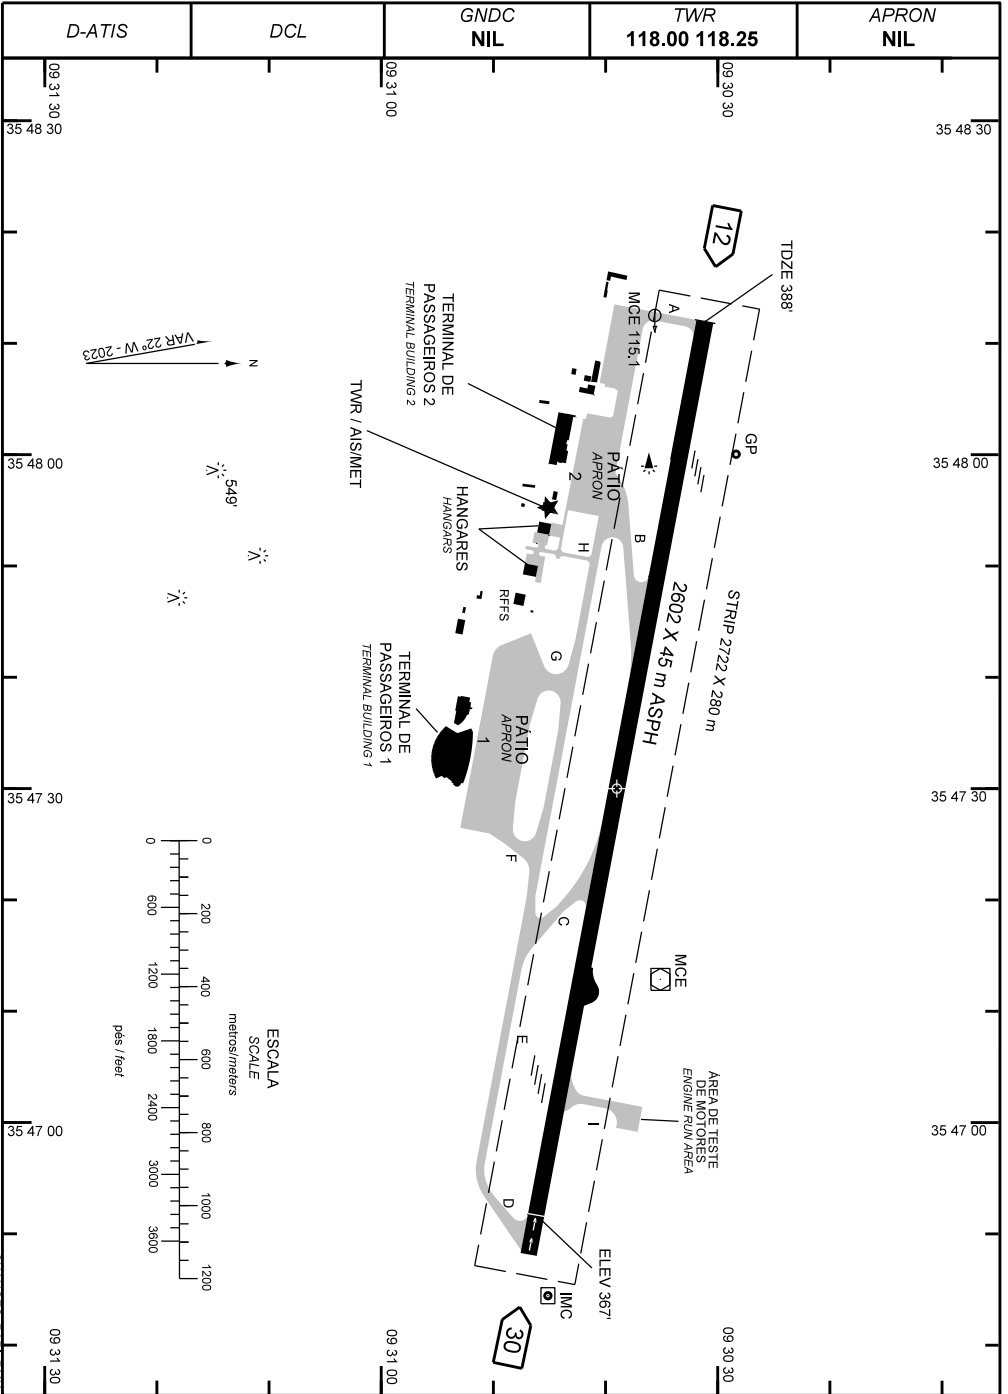 D-ATIS
DCL
GNDC
NIL
TWR
118.00 118.25
APRON
NIL
09 31 30
09 31 00
09 30 30
35 48 30
35 48 30
12
TDZE 388'
A
MCE 115.1
TERMINAL DE
PASSAGEIROS 2
TERMINAL BUILDING 2
VAR 22° W - 2023
N
TWR / AIS/MET
GP
35 48 00
35 48 00
PÁTIO
APRON
2
549'
HANGARES
HANGARS
H
B
2602 X 45 m ASPH
STRIP 2722 X 280 m
RFFS
G
TERMINAL DE
PASSAGEIROS 1
TERMINAL BUILDING 1
PÁTIO
APRON
1
35 47 30
35 47 30
F
C
MCE
E
ÁREA DE TESTE
DE MOTORES
ENGINE RUN AREA
I
35 47 00
35 47 00
D
ELEV 367'
IMC
30
ESCALA
SCALE
metros/meters
0
200
400
600
800
1000
1200
0
600
1200
1800
2400
3000
3600
pés / feet
09 31 30
09 31 00
09 30 30